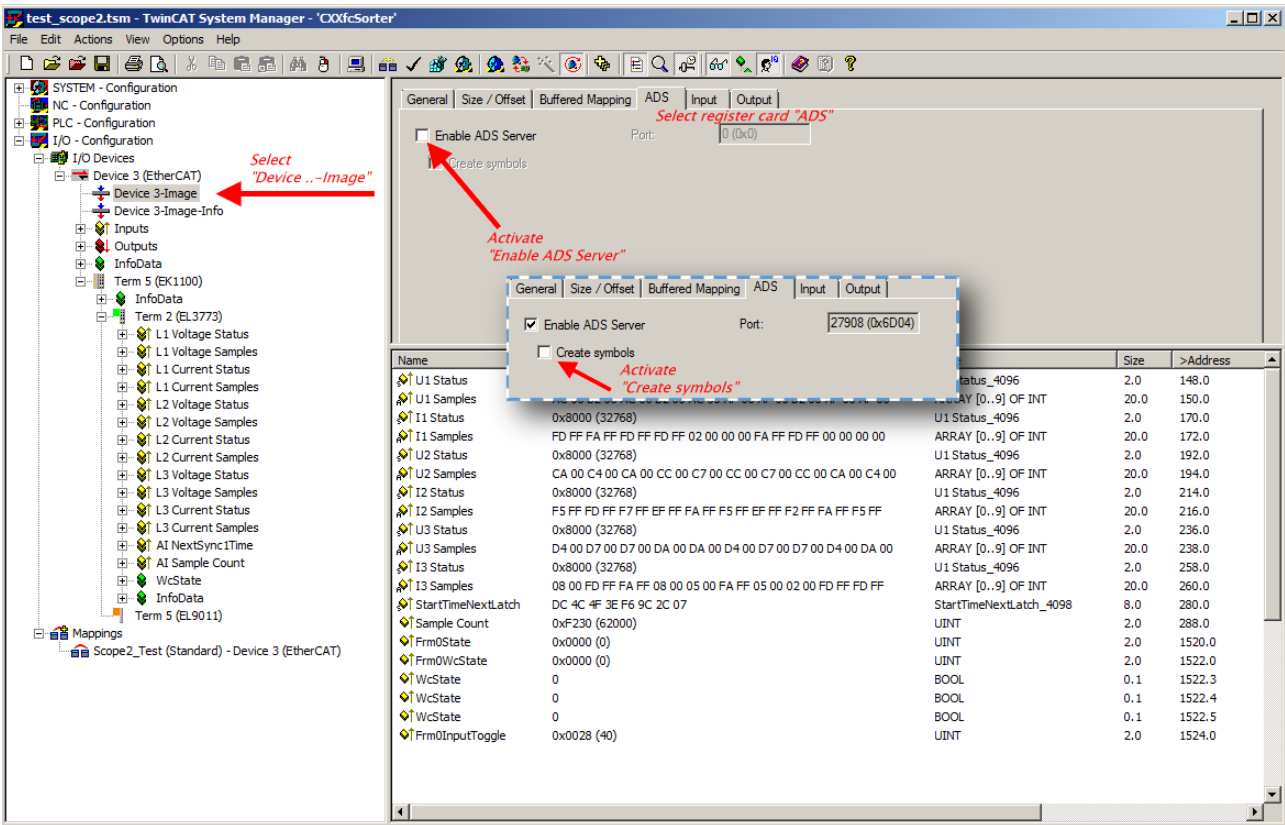 test_scope2.tsm - TwinCAT System Manager - 'CXXfcSorter'
File Edit Actions View Options Help
SYSTEM - Configuration
NC - Configuration
PLC - Configuration
I/O - Configuration
I/O Devices
Device 3 (EtherCAT)
Device 3-Image
Device 3-Image-Info
Inputs
Outputs
InfoData
Term 5 (EK1100)
InfoData
Term 2 (EL3773)
L1 Voltage Status
L1 Voltage Samples
L1 Current Status
L1 Current Samples
L2 Voltage Status
L2 Voltage Samples
L2 Current Status
L2 Current Samples
L3 Voltage Status
L3 Voltage Samples
L3 Current Status
L3 Current Samples
AI NextSync1Time
AI Sample Count
WcState
InfoData
Term 5 (EL9011)
Mappings
Scope2_Test (Standard) - Device 3 (EtherCAT)
Select
"Device ..-Image"
General Size / Offset Buffered Mapping ADS Input Output
Select register card "ADS"
Enable ADS Server Port: 0 (0x0)
Create symbols
Activate
"Enable ADS Server"
General Size / Offset Buffered Mapping ADS Input Output
Enable ADS Server Port: 27908 (0x6D04)
Create symbols
Activate
"Create symbols"
Name Size >Address
U1 Status tatus_4096 2.0 148.0
U1 Samples OF INT 20.0 150.0
I1 Status 0x8000 (32768) U1 Status_4096 2.0 170.0
I1 Samples FD FF FA FF FD FF FD FF 02 00 00 00 FA FF FD FF 00 00 00 00 ARRAY [0..9] OF INT 20.0 172.0
U2 Status 0x8000 (32768) U1 Status_4096 2.0 192.0
U2 Samples CA 00 C4 00 CA 00 CC 00 C7 00 CC 00 C7 00 CC 00 CA 00 C4 00 ARRAY [0..9] OF INT 20.0 194.0
I2 Status 0x8000 (32768) U1 Status_4096 2.0 214.0
I2 Samples F5 FF FD FF F7 FF EF FF FA FF F5 FF EF FF F2 FF FA FF F5 FF ARRAY [0..9] OF INT 20.0 216.0
U3 Status 0x8000 (32768) U1 Status_4096 2.0 236.0
U3 Samples D4 00 D7 00 D7 00 DA 00 DA 00 D4 00 D7 00 D7 00 D4 00 DA 00 ARRAY [0..9] OF INT 20.0 238.0
I3 Status 0x8000 (32768) U1 Status_4096 2.0 258.0
I3 Samples 08 00 FD FF FA FF 08 00 05 00 FA FF 05 00 02 00 FD FF FD FF ARRAY [0..9] OF INT 20.0 260.0
StartTimeNextLatch DC 4C 4F 3E F6 9C 2C 07 StartTimeNextLatch_4098 8.0 280.0
Sample Count 0xF230 (62000) UINT 2.0 288.0
Frm0State 0x0000 (0) UINT 2.0 1520.0
Frm0WcState 0x0000 (0) UINT 2.0 1522.0
WcState 0 BOOL 0.1 1522.3
WcState 0 BOOL 0.1 1522.4
WcState 0 BOOL 0.1 1522.5
Frm0InputToggle 0x0028 (40) UINT 2.0 1524.0